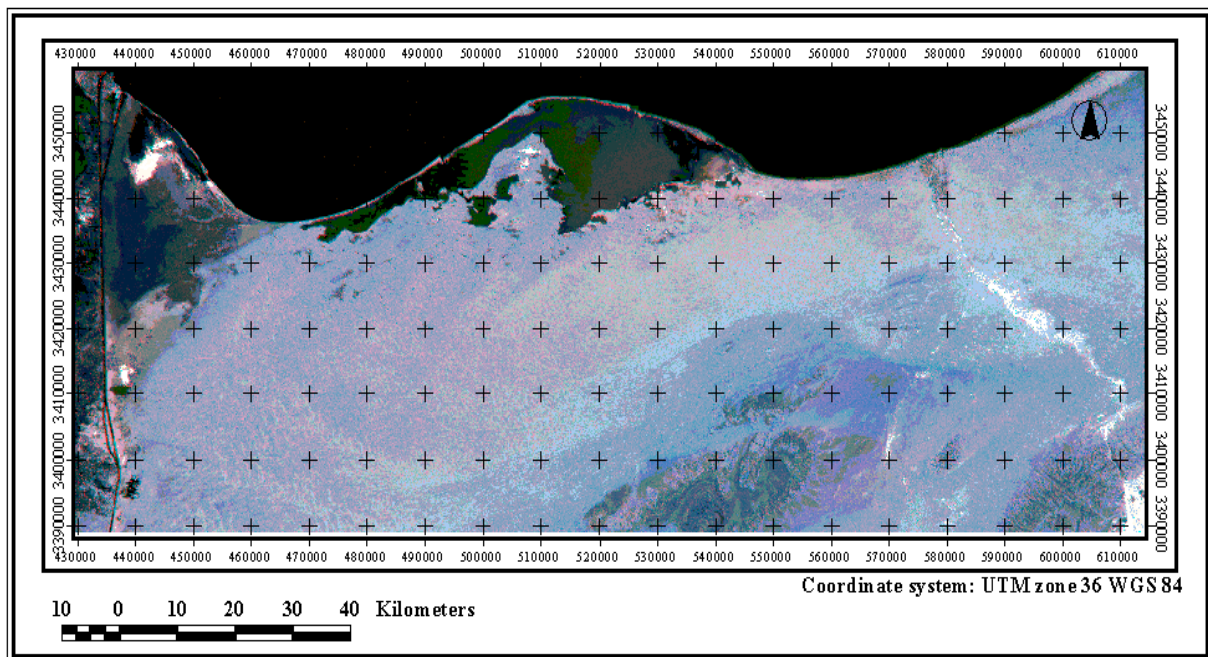 430000 440000 450000 460000 470000 480000 490000 500000 510000 520000 530000 540000 550000 560000 570000 580000 590000 600000 610000
3450000 3450000
3440000 3440000
3430000 3430000
3420000 3420000
3410000 3410000
3400000 3400000
3390000 3390000
430000 440000 450000 460000 470000 480000 490000 500000 510000 520000 530000 540000 550000 560000 570000 580000 590000 600000 610000
Coordinate system: UTM zone 36 WGS 84
10 0 10 20 30 40 Kilometers